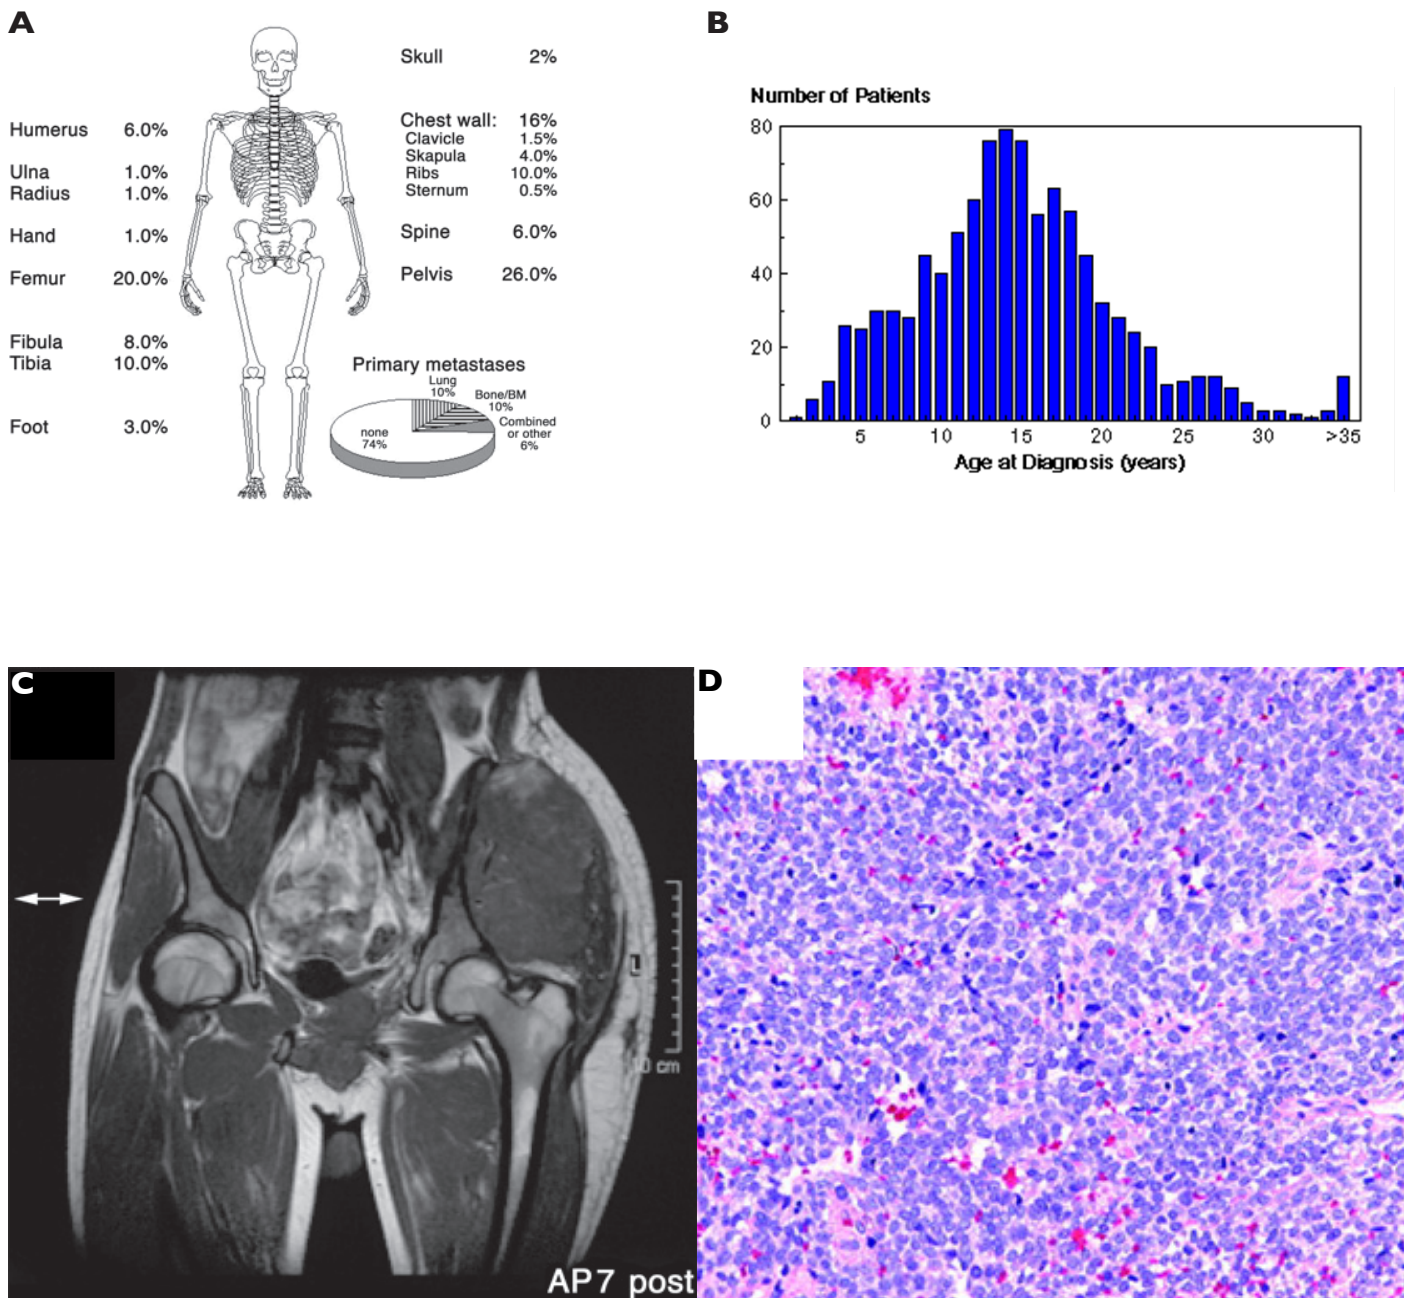 A
Skull 2%
Humerus 6.0%
Ulna 1.0%
Radius 1.0%
Hand 1.0%
Femur 20.0%
Fibula 8.0%
Tibia 10.0%
Foot 3.0%
Chest wall: 16%
Clavicle 1.5%
Skapula 4.0%
Ribs 10.0%
Sternum 0.5%
Spine 6.0%
Pelvis 26.0%
Primary metastases
Lung
10%
Bone/BM
10%
Combined
or other
6%
none
74%
B
Number of Patients
80
60
40
20
0
5 10 15 20 25 30 >35
Age at Diagnosis (years)
C
L
10 cm
AP7 post
D